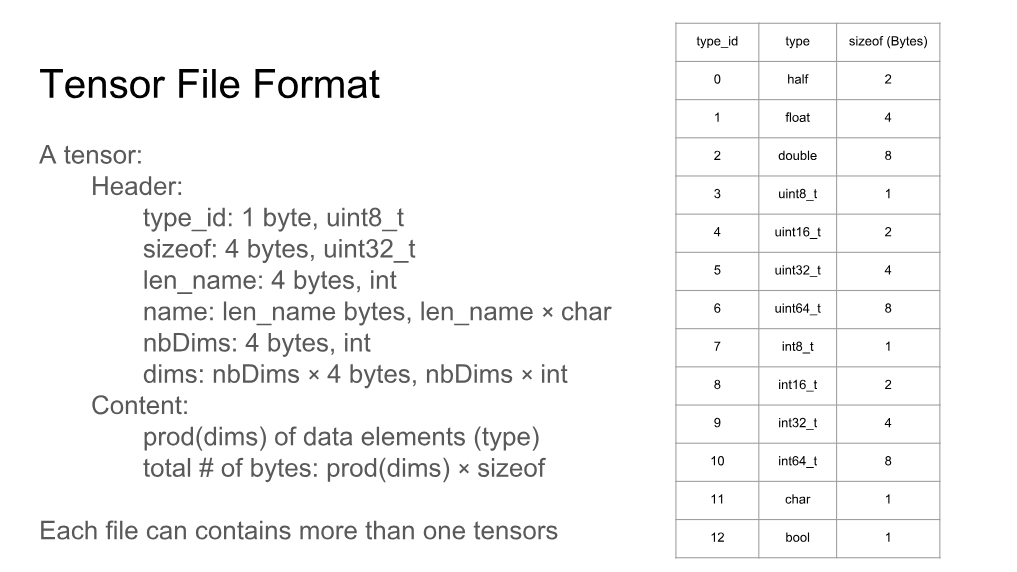 Tensor File Format
A tensor:
Header:
type_id: 1 byte, uint8_t
sizeof: 4 bytes, uint32_t
len_name: 4 bytes, int
name: len_name bytes, len_name × char
nbDims: 4 bytes, int
dims: nbDims × 4 bytes, nbDims × int
Content:
prod(dims) of data elements (type)
total # of bytes: prod(dims) × sizeof
Each file can contains more than one tensors
type_id type sizeof (Bytes)
0 half 2
1 float 4
2 double 8
3 uint8_t 1
4 uint16_t 2
5 uint32_t 4
6 uint64_t 8
7 int8_t 1
8 int16_t 2
9 int32_t 4
10 int64_t 8
11 char 1
12 bool 1